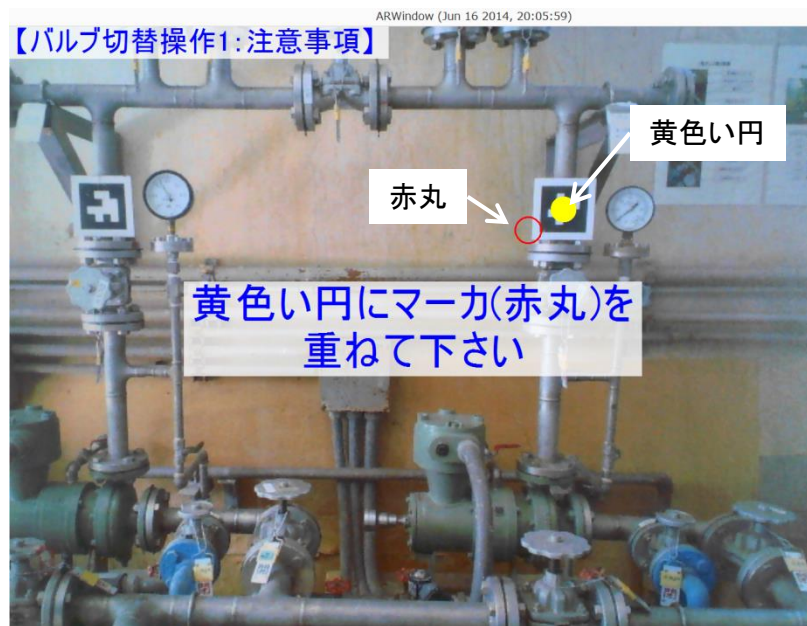 ARWindow (Jun 16 2014, 20:05:59)
【バルブ切替操作1:注意事項】
黄色い円
赤丸
黄色い円にマーカ(赤丸)を
重ねて下さい